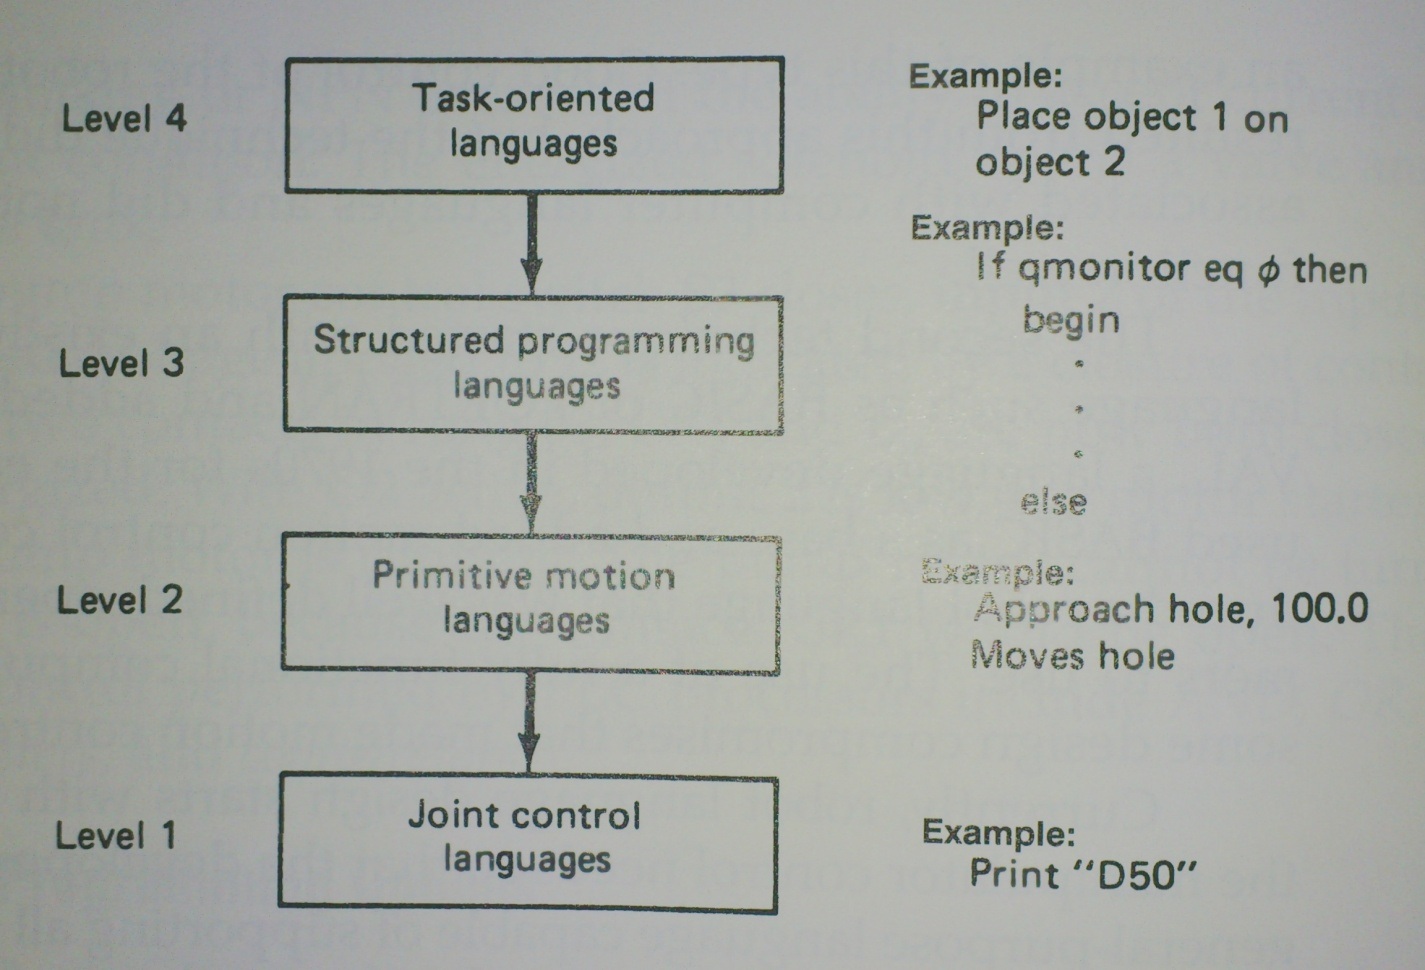 Level 4
Task-oriented
languages
Example:
Place object 1 on
object 2
Level 3
Structured programming
languages
Example:
If qmonitor eq ϕ then
begin
.
.
.
else
Level 2
Primitive motion
languages
Example:
Approach hole, 100.0
Moves hole
Level 1
Joint control
languages
Example:
Print “D50”